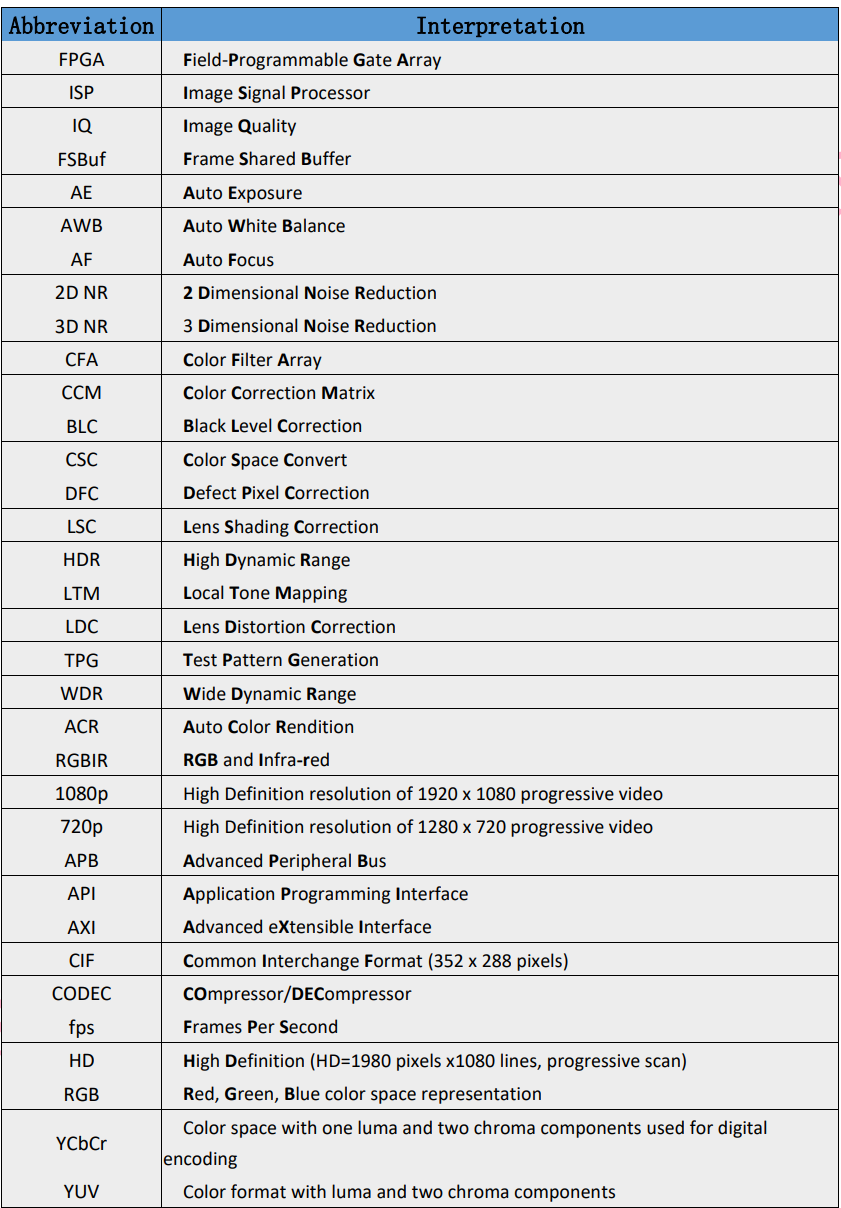 Abbreviation Interpretation
FPGA Field-Programmable Gate Array
ISP Image Signal Processor
IQ Image Quality
FSBuf Frame Shared Buffer
AE Auto Exposure
AWB Auto White Balance
AF Auto Focus
2D NR 2 Dimensional Noise Reduction
3D NR 3 Dimensional Noise Reduction
CFA Color Filter Array
CCM Color Correction Matrix
BLC Black Level Correction
CSC Color Space Convert
DFC Defect Pixel Correction
LSC Lens Shading Correction
HDR High Dynamic Range
LTM Local Tone Mapping
LDC Lens Distortion Correction
TPG Test Pattern Generation
WDR Wide Dynamic Range
ACR Auto Color Rendition
RGBIR RGB and Infra-red
1080p High Definition resolution of 1920 x 1080 progressive video
720p High Definition resolution of 1280 x 720 progressive video
APB Advanced Peripheral Bus
API Application Programming Interface
AXI Advanced eXtensible Interface
CIF Common Interchange Format (352 x 288 pixels)
CODEC COmpressor/DECompressor
fps Frames Per Second
HD High Definition (HD=1980 pixels x1080 lines, progressive scan)
RGB Red, Green, Blue color space representation
YCbCr Color space with one luma and two chroma components used for digital
encoding
YUV Color format with luma and two chroma components